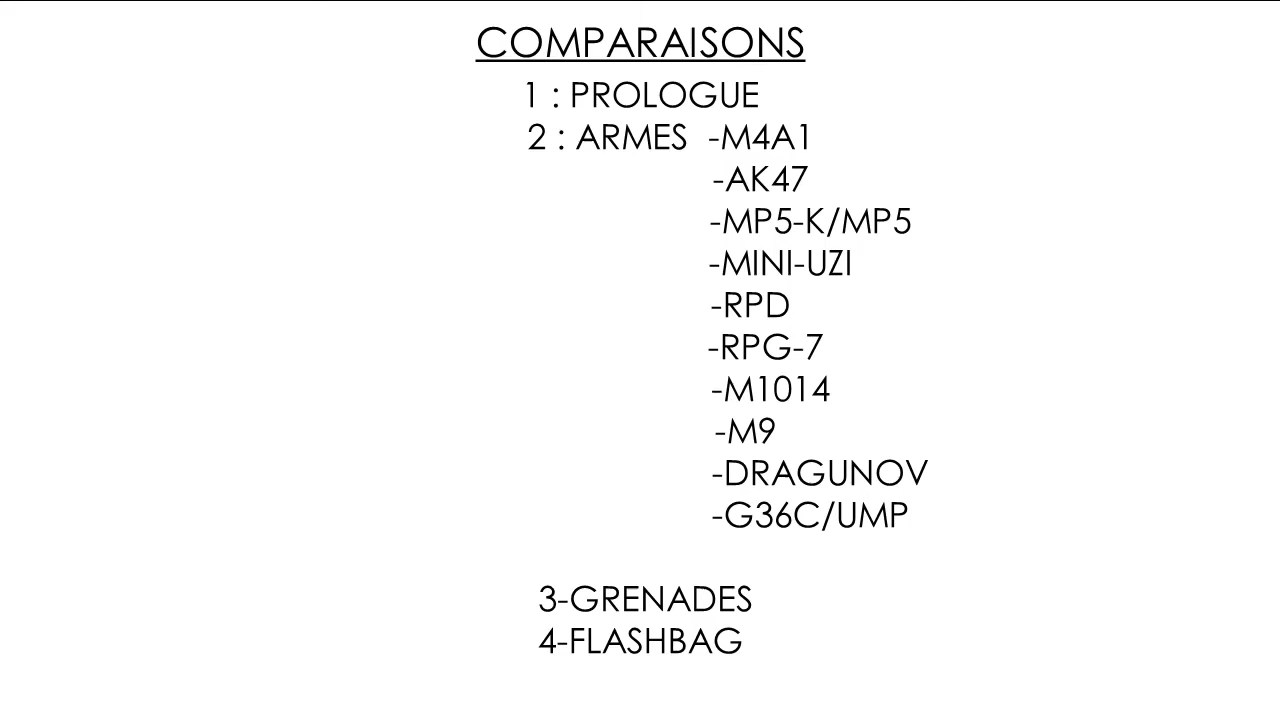 COMPARAISONS
1 : PROLOGUE
2 : ARMES -M4A1
-AK47
-MP5-K/MP5
-MINI-UZI
-RPD
-RPG-7
-M1014
-M9
-DRAGUNOV
-G36C/UMP
3-GRENADES
4-FLASHBAG